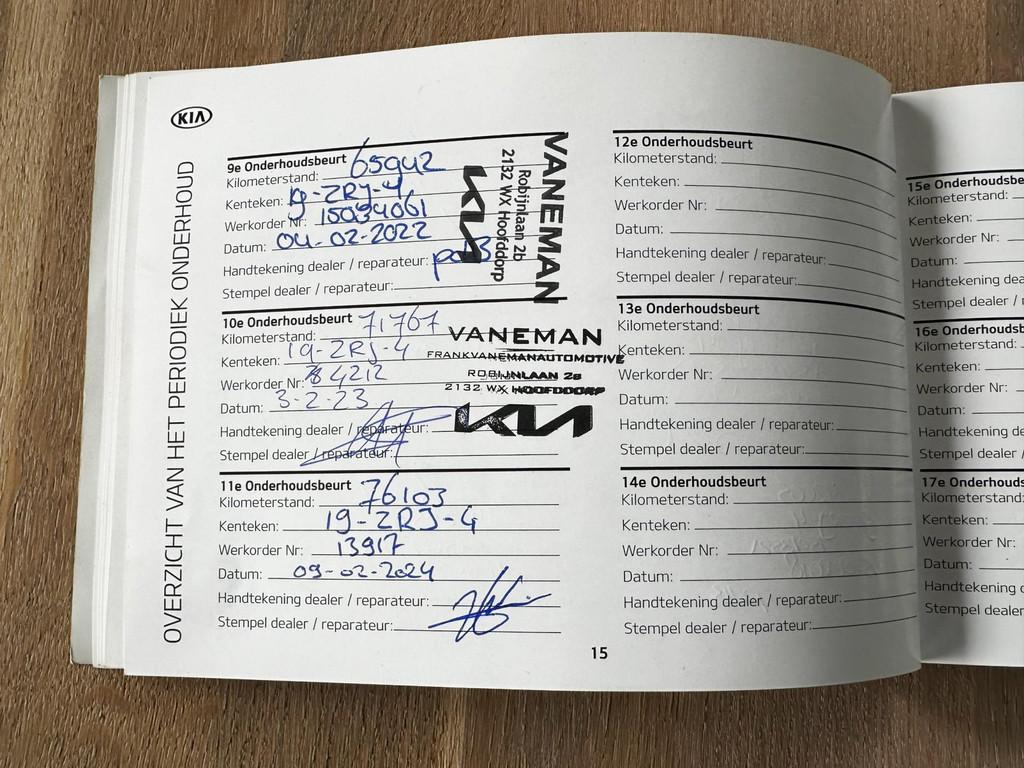 KIA
OVERZICHT VAN HET PERIODIEK ONDERHOUD
9e Onderhoudsbeurt
Kilometerstand: 65942
Kenteken: 19-ZRJ-4
Werkorder Nr: 15034061
Datum: 04-02-2022
Handtekening dealer / reparateur:
Stempel dealer / reparateur:
VANEMAN
Robijnlaan 2b
2132 WX Hoofddorp
KIA
10e Onderhoudsbeurt
Kilometerstand: 71767
Kenteken: 19-ZRJ-4
Werkorder Nr: 84212
Datum: 3-2-23
Handtekening dealer / reparateur:
Stempel dealer / reparateur:
VANEMAN
FRANKVANEMANAUTOMOTIVE
ROBIJNLAAN 2B
2132 WX HOOFDDORP
KIA
11e Onderhoudsbeurt
Kilometerstand: 76103
Kenteken: 19-ZRJ-4
Werkorder Nr: 13917
Datum: 09-02-2024
Handtekening dealer / reparateur:
Stempel dealer / reparateur:
12e Onderhoudsbeurt
Kilometerstand:
Kenteken:
Werkorder Nr:
Datum:
Handtekening dealer / reparateur:
Stempel dealer / reparateur:
13e Onderhoudsbeurt
Kilometerstand:
Kenteken:
Werkorder Nr:
Datum:
Handtekening dealer / reparateur:
Stempel dealer / reparateur:
14e Onderhoudsbeurt
Kilometerstand:
Kenteken:
Werkorder Nr:
Datum:
Handtekening dealer / reparateur:
Stempel dealer / reparateur:
15
15e Onderhoudsbe
Kilometerstand:
Kenteken:
Werkorder Nr:
Datum:
Handtekening dea
Stempel dealer / r
16e Onderhoudsbe
Kilometerstand:
Kenteken:
Werkorder Nr:
Datum:
Handtekening de
Stempel dealer /
17e Onderhouds
Kilometerstand:
Kenteken:
Werkorder Nr:
Datum:
Handtekening d
Stempel dealer